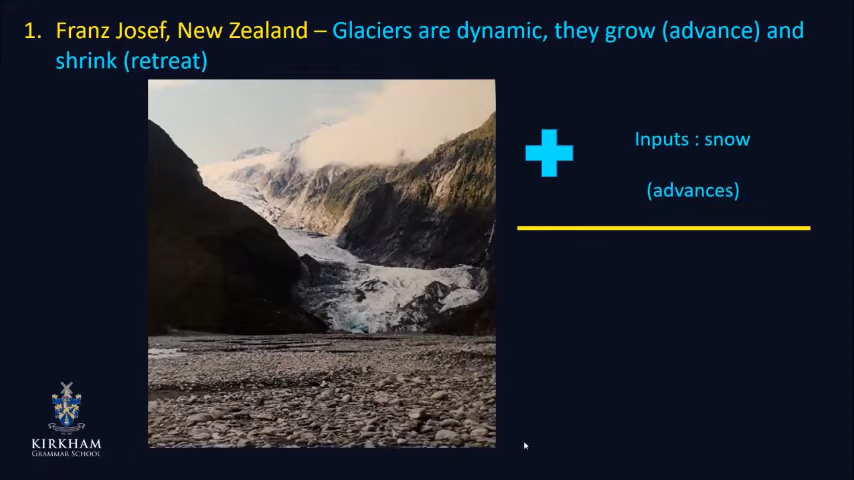 1. Franz Josef, New Zealand – Glaciers are dynamic, they grow (advance) and
shrink (retreat)
Inputs : snow
(advances)
KIRKHAM
GRAMMAR SCHOOL